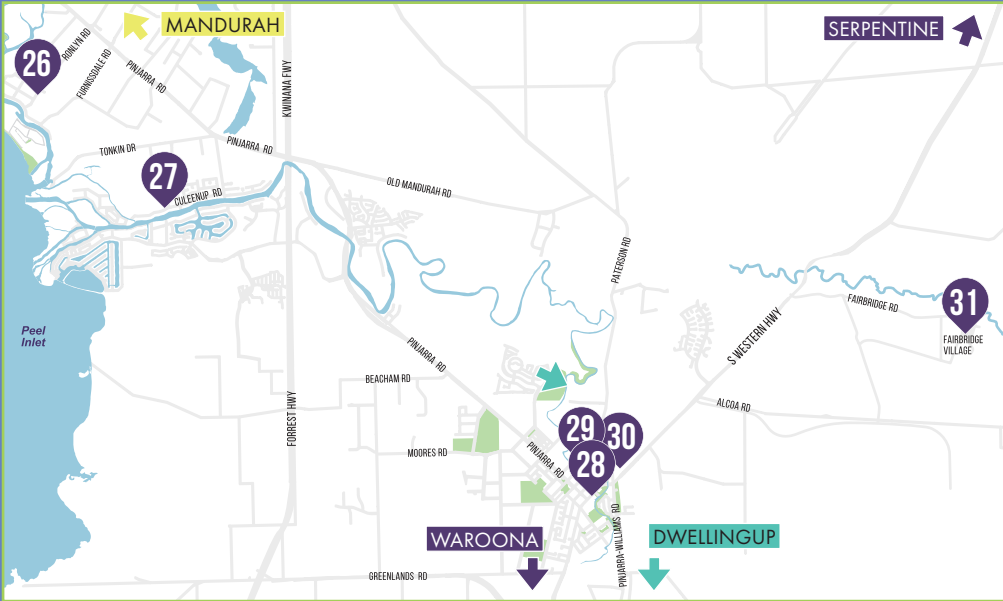 MANDURAH
SERPENTINE
26
RONLYN RD
FURNISSDALE RD
PINJARRA RD
KWINANA FWY
TONKIN DR
PINJARRA RD
27
CULEENUP RD
OLD MANDURAH RD
PATERSON RD
31
FAIRBRIDGE RD
FAIRBRIDGE
VILLAGE
Peel
Inlet
S WESTERN HWY
PINJARRA RD
BEACHAM RD
FORREST HWY
ALCOA RD
29
30
28
MOORES RD
PINJARRA RD
WAROONA
DWELLINGUP
PINJARRA-WILLIAMS RD
GREENLANDS RD